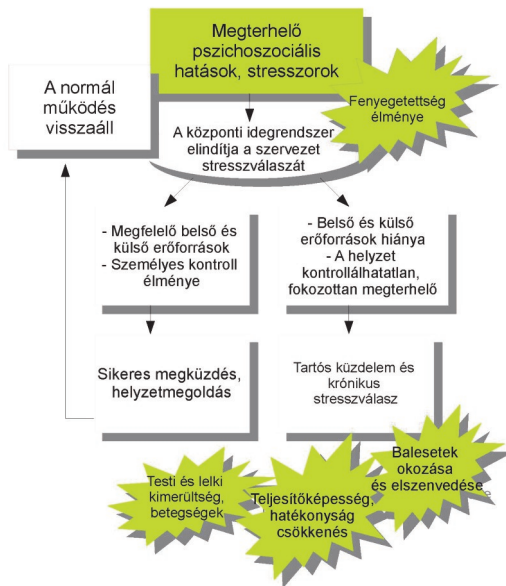 Megterhelő
pszichoszociális
hatások, stresszorok
Fenyegetettség
élménye
A normál
működés
visszaáll
A központi idegrendszer
elindítja a szervezet
stresszválaszát
- Megfelelő belső és
külső erőforrások
- Személyes kontroll
élménye
- Belső és külső
erőforrások hiánya
- A helyzet
kontrollálhatatlan,
fokozottan megterhelő
Sikeres megküzdés,
helyzetmegoldás
Tartós küzdelem és
krónikus
stresszválasz
Testi és lelki
kimerültség,
betegségek
Teljesítőképesség,
hatékonyság
csökkenés
Balesetek
okozása
és elszenvedése